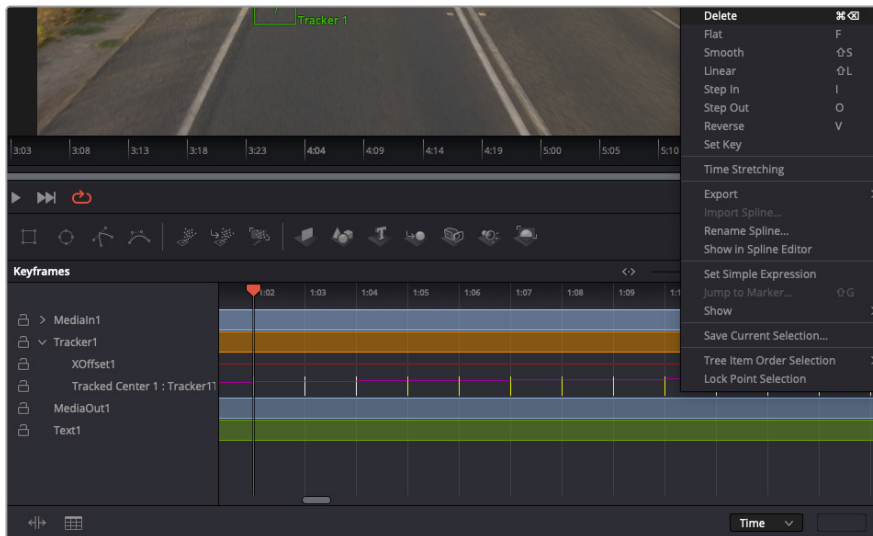 Tracker 1
3:03 3:08 3:13 3:18 3:23 4:04 4:09 4:14 4:19 5:00 5:05 5:10
Delete ⌘⌫
Flat F
Smooth ⇧S
Linear ⇧L
Step In I
Step Out O
Reverse V
Set Key
Time Stretching
Export
Import Spline...
Rename Spline...
Show in Spline Editor
Set Simple Expression
Jump to Marker... ⇧G
Show
Save Current Selection...
Tree Item Order Selection
Lock Point Selection
T
Keyframes
1:02 1:03 1:04 1:05 1:06 1:07 1:08 1:09
MediaIn1
Tracker1
XOffset1
Tracked Center 1 : Tracker1
MediaOut1
Text1
Time